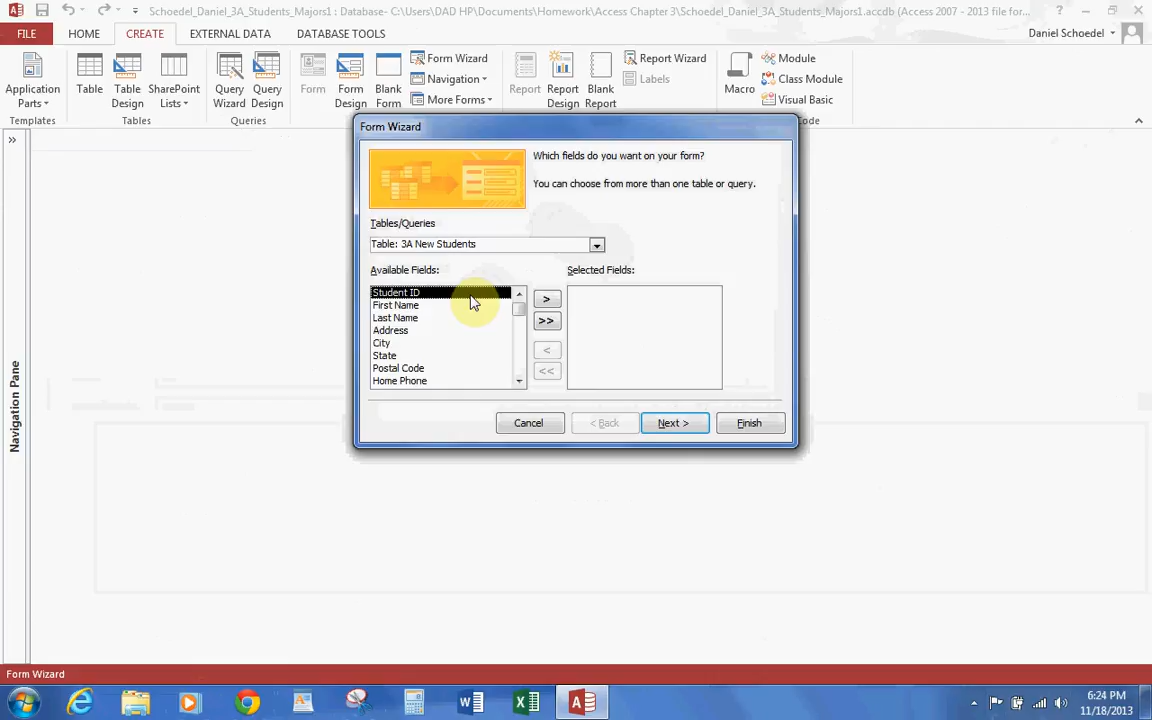 Schoedel_Daniel_3A_Students_Majors1 : Database- C:\Users\DAD HP\Documents\Homework\Access Chapter 3\Schoedel_Daniel_3A_Students_Majors1.accdb (Access 2007 - 2013 file for...
?
FILE HOME CREATE EXTERNAL DATA DATABASE TOOLS Daniel Schoedel
Application Parts
Table
Table Design
SharePoint Lists
Query Wizard
Query Design
Form
Form Design
Blank Form
Form Wizard
Navigation
More Forms
Report
Report Design
Blank Report
Report Wizard
Labels
Macro
Module
Class Module
Visual Basic
Templates Tables Queries ode
Form Wizard
Which fields do you want on your form?
You can choose from more than one table or query.
Tables/Queries
Table: 3A New Students
Available Fields: Selected Fields:
Student ID
First Name
Last Name
Address
City
State
Postal Code
Home Phone
>
>>
<
<<
Cancel < Back Next > Finish
Navigation Pane
Form Wizard
6:24 PM
11/18/2013